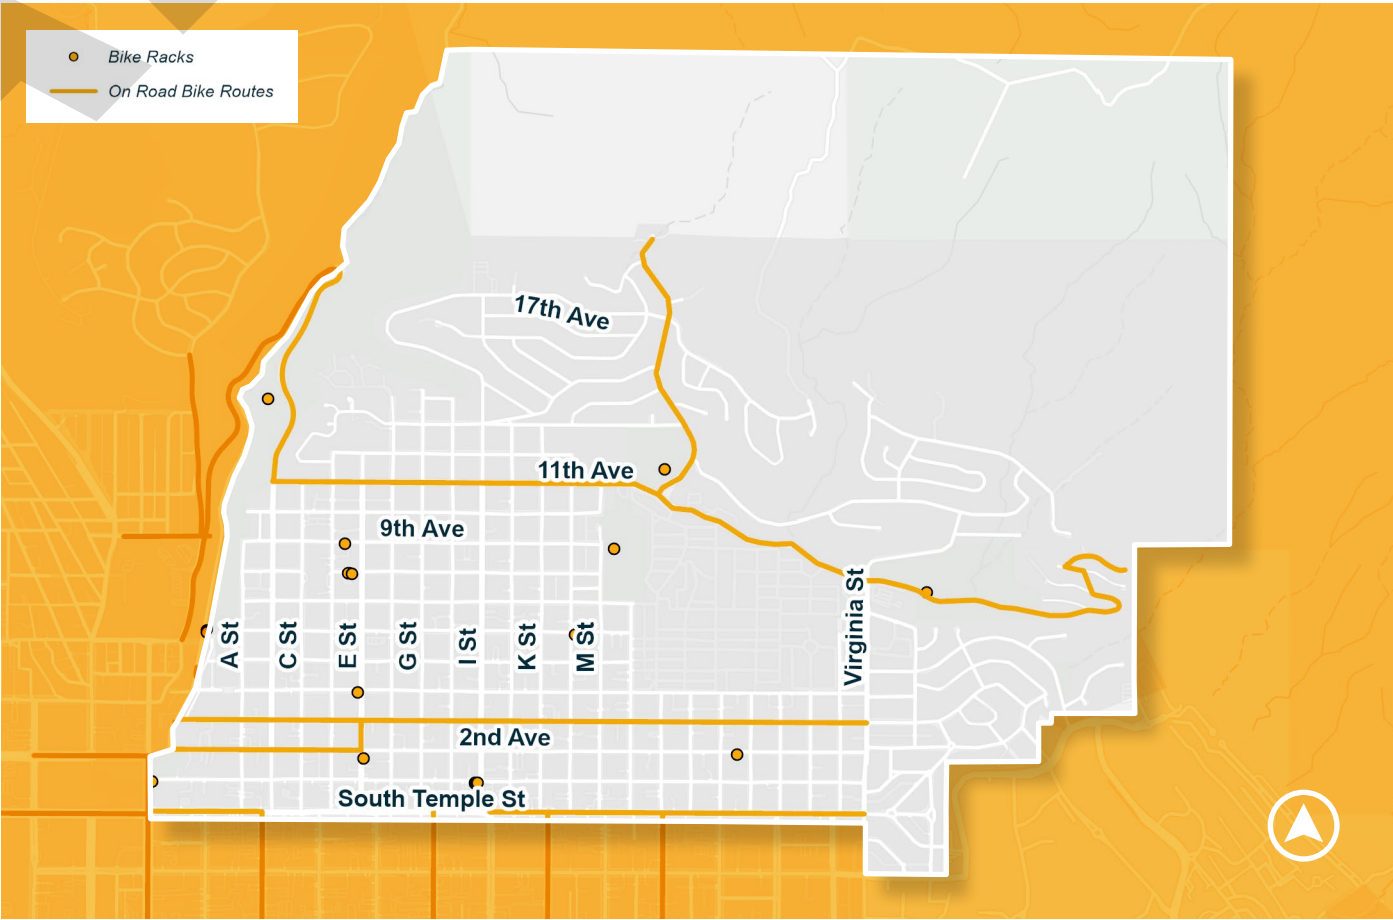 Bike Racks
On Road Bike Routes
17th Ave
11th Ave
9th Ave
A St
C St
E St
G St
I St
K St
M St
Virginia St
2nd Ave
South Temple St